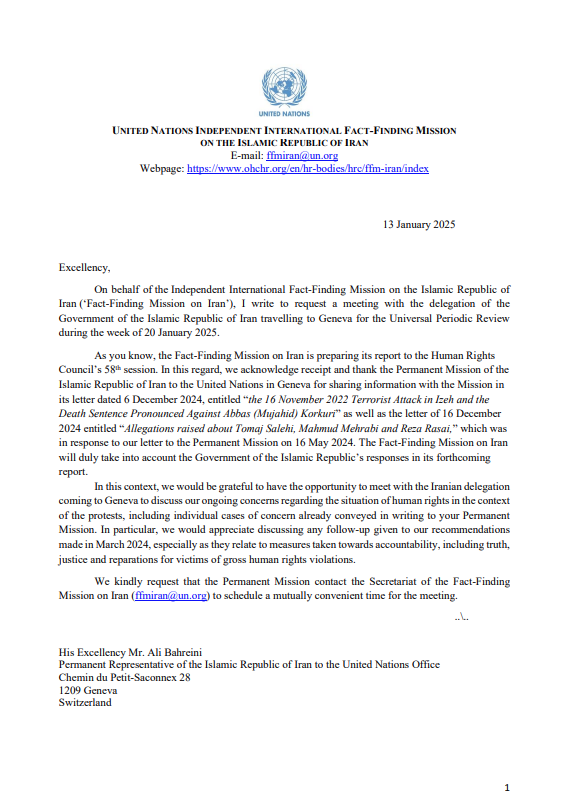 UNITED NATIONS
UNITED NATIONS INDEPENDENT INTERNATIONAL FACT-FINDING MISSION
ON THE ISLAMIC REPUBLIC OF IRAN
E-mail: ffmiran@un.org
Webpage: https://www.ohchr.org/en/hr-bodies/hrc/ffm-iran/index
13 January 2025
Excellency,
On behalf of the Independent International Fact-Finding Mission on the Islamic Republic of
Iran (‘Fact-Finding Mission on Iran’), I write to request a meeting with the delegation of the
Government of the Islamic Republic of Iran travelling to Geneva for the Universal Periodic Review
during the week of 20 January 2025.
As you know, the Fact-Finding Mission on Iran is preparing its report to the Human Rights
Council’s 58th session. In this regard, we acknowledge receipt and thank the Permanent Mission of the
Islamic Republic of Iran to the United Nations in Geneva for sharing information with the Mission in
its letter dated 6 December 2024, entitled “the 16 November 2022 Terrorist Attack in Izeh and the
Death Sentence Pronounced Against Abbas (Mujahid) Korkuri” as well as the letter of 16 December
2024 entitled “Allegations raised about Tomaj Salehi, Mahmud Mehrabi and Reza Rasai,” which was
in response to our letter to the Permanent Mission on 16 May 2024. The Fact-Finding Mission on Iran
will duly take into account the Government of the Islamic Republic’s responses in its forthcoming
report.
In this context, we would be grateful to have the opportunity to meet with the Iranian delegation
coming to Geneva to discuss our ongoing concerns regarding the situation of human rights in the context
of the protests, including individual cases of concern already conveyed in writing to your Permanent
Mission. In particular, we would appreciate discussing any follow-up given to our recommendations
made in March 2024, especially as they relate to measures taken towards accountability, including truth,
justice and reparations for victims of gross human rights violations.
We kindly request that the Permanent Mission contact the Secretariat of the Fact-Finding
Mission on Iran (ffmiran@un.org) to schedule a mutually convenient time for the meeting.
..\..
His Excellency Mr. Ali Bahreini
Permanent Representative of the Islamic Republic of Iran to the United Nations Office
Chemin du Petit-Saconnex 28
1209 Geneva
Switzerland
1